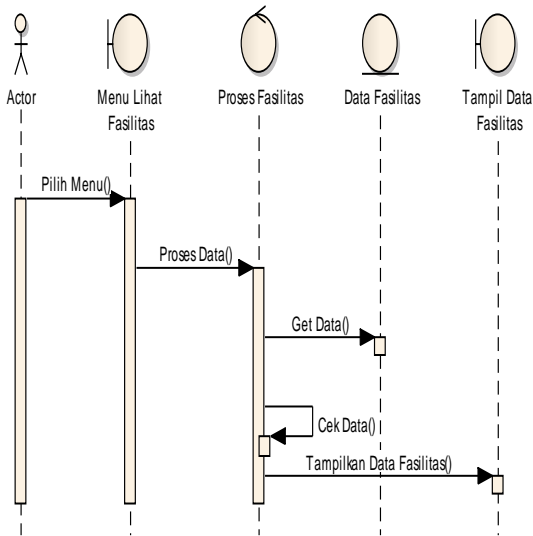 Actor
Menu Lihat
Fasilitas
Proses Fasilitas
Data Fasilitas
Tampil Data
Fasilitas
Pilih Menu()
Proses Data()
Get Data()
Cek Data()
Tampilkan Data Fasilitas()